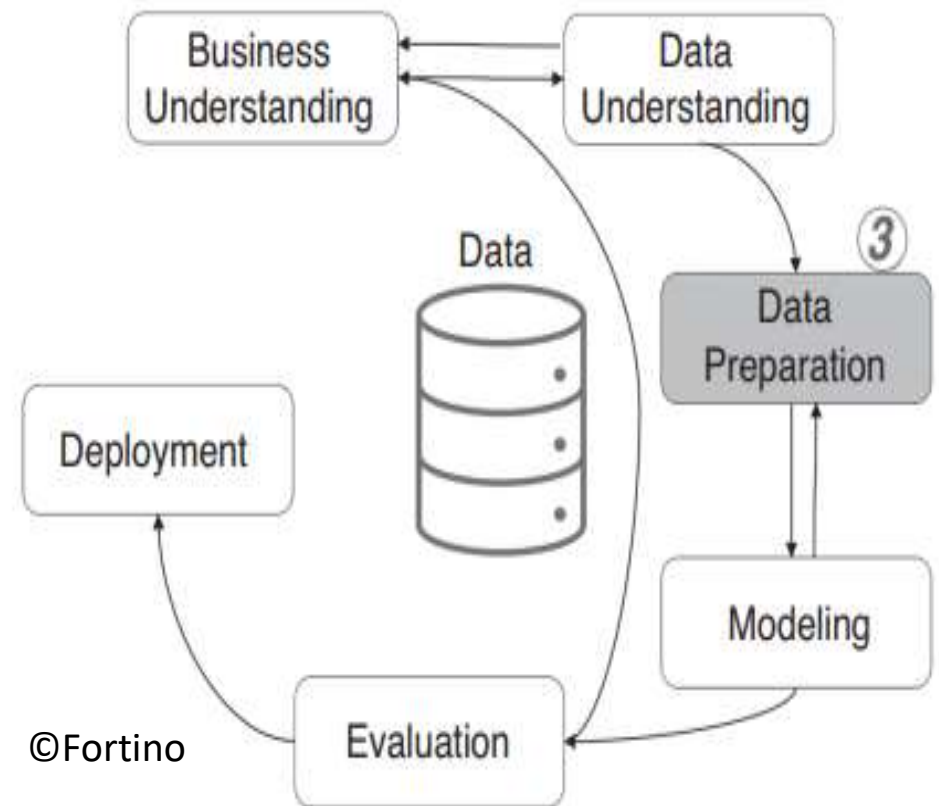 Business
Understanding
Data
Understanding
Data
3
Data
Preparation
Deployment
Modeling
Evaluation
©Fortino